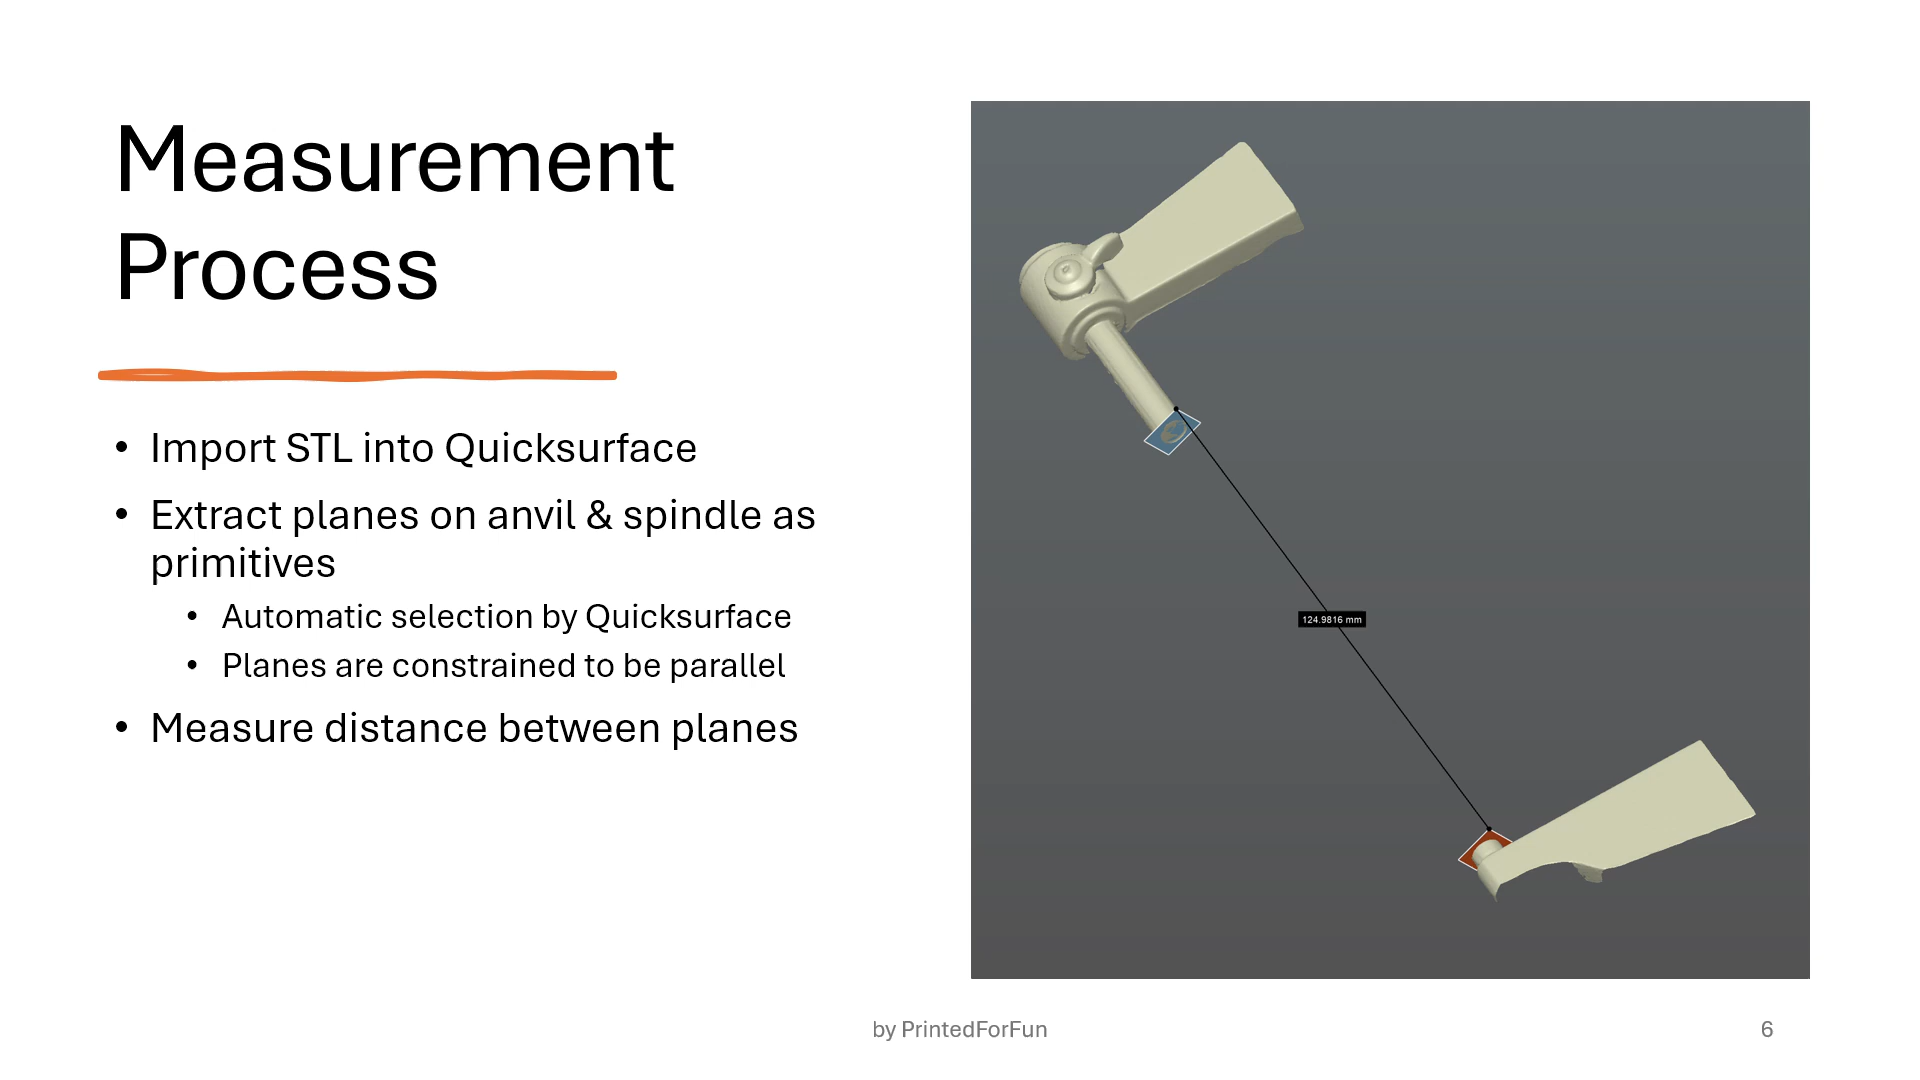 Measurement
Process
• Import STL into Quicksurface
• Extract planes on anvil & spindle as
primitives
• Automatic selection by Quicksurface
• Planes are constrained to be parallel
• Measure distance between planes
124.9816 mm
by PrintedForFun
6